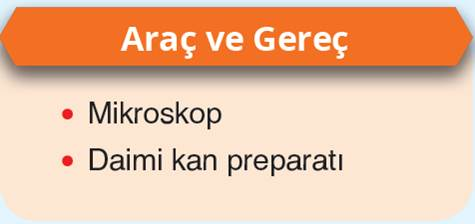 Araç ve Gereç
Mikroskop
Daimi kan preparatı